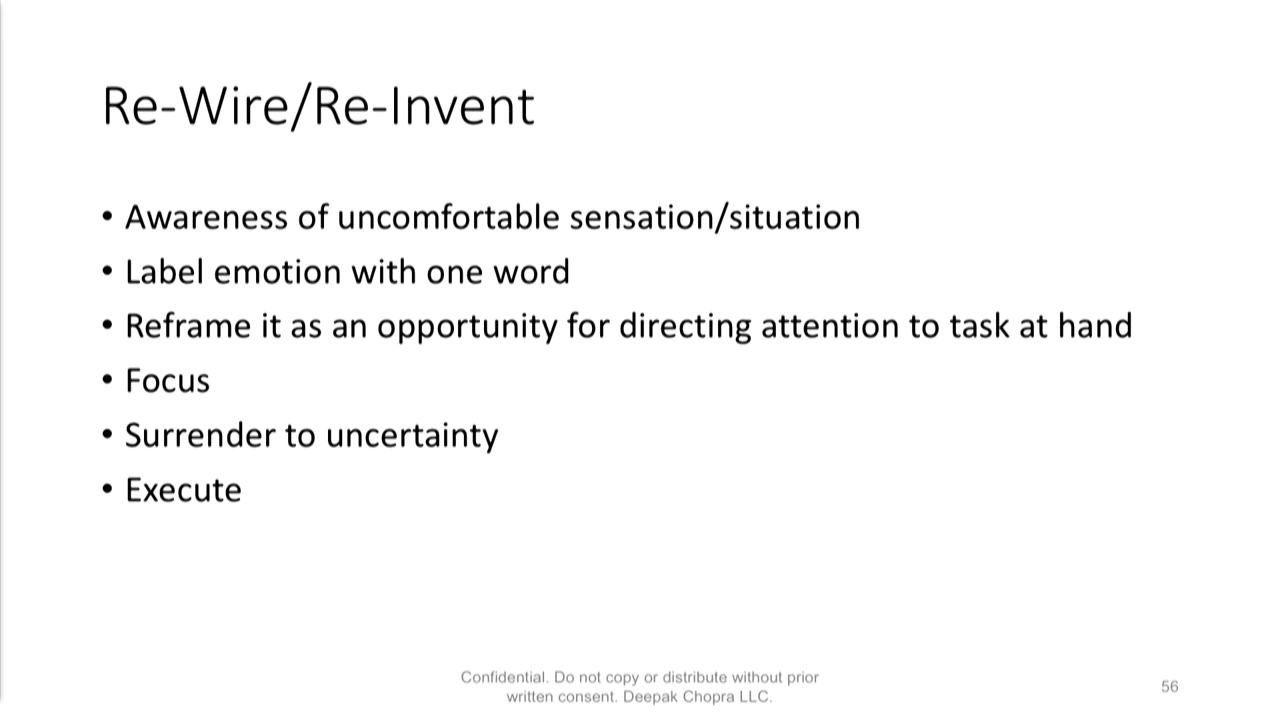 Re-Wire/Re-Invent
• Awareness of uncomfortable sensation/situation
• Label emotion with one word
• Reframe it as an opportunity for directing attention to task at hand
• Focus
• Surrender to uncertainty
• Execute
Confidential. Do not copy or distribute without prior
written consent. Deepak Chopra LLC.
56